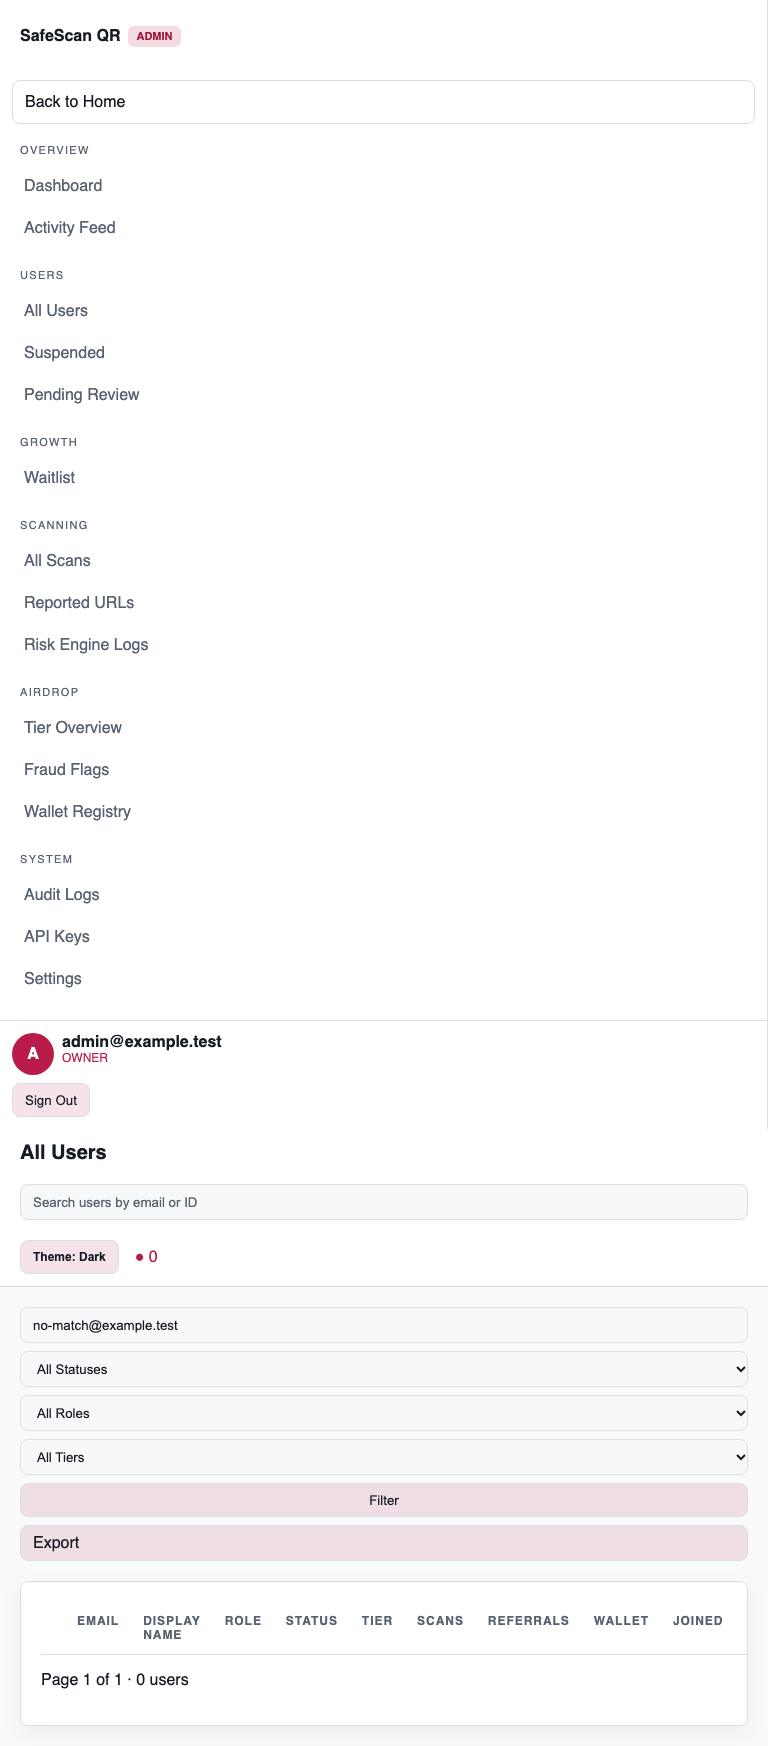 SafeScan QR ADMIN
Back to Home
OVERVIEW
Dashboard
Activity Feed
USERS
All Users
Suspended
Pending Review
GROWTH
Waitlist
SCANNING
All Scans
Reported URLs
Risk Engine Logs
AIRDROP
Tier Overview
Fraud Flags
Wallet Registry
SYSTEM
Audit Logs
API Keys
Settings
A
admin@example.test
OWNER
Sign Out
All Users
Search users by email or ID
Theme: Dark ● 0
no-match@example.test
All Statuses
All Roles
All Tiers
Filter
Export
EMAIL DISPLAY NAME ROLE STATUS TIER SCANS REFERRALS WALLET JOINED
Page 1 of 1 · 0 users